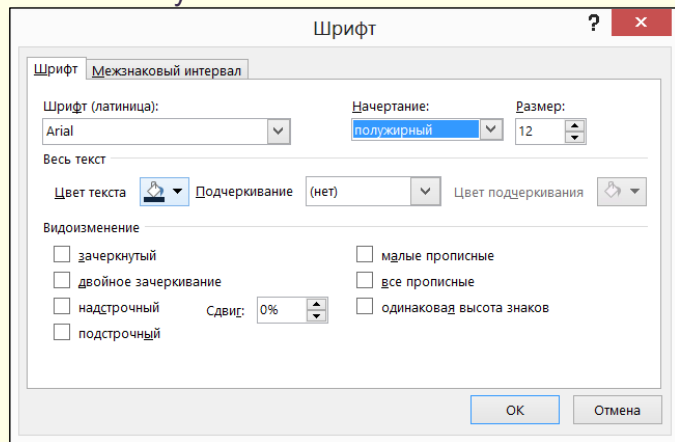 Шрифт ?
Шрифт Межзнаковый интервал
Шрифт (латиница): Начертание: Размер:
Arial полужирный 12
Весь текст
Цвет текста Подчеркивание (нет) Цвет подчеркивания
Видоизменение
зачеркнутый малые прописные
двойное зачеркивание все прописные
надстрочный Сдвиг: 0% одинаковая высота знаков
подстрочный
ОК Отмена